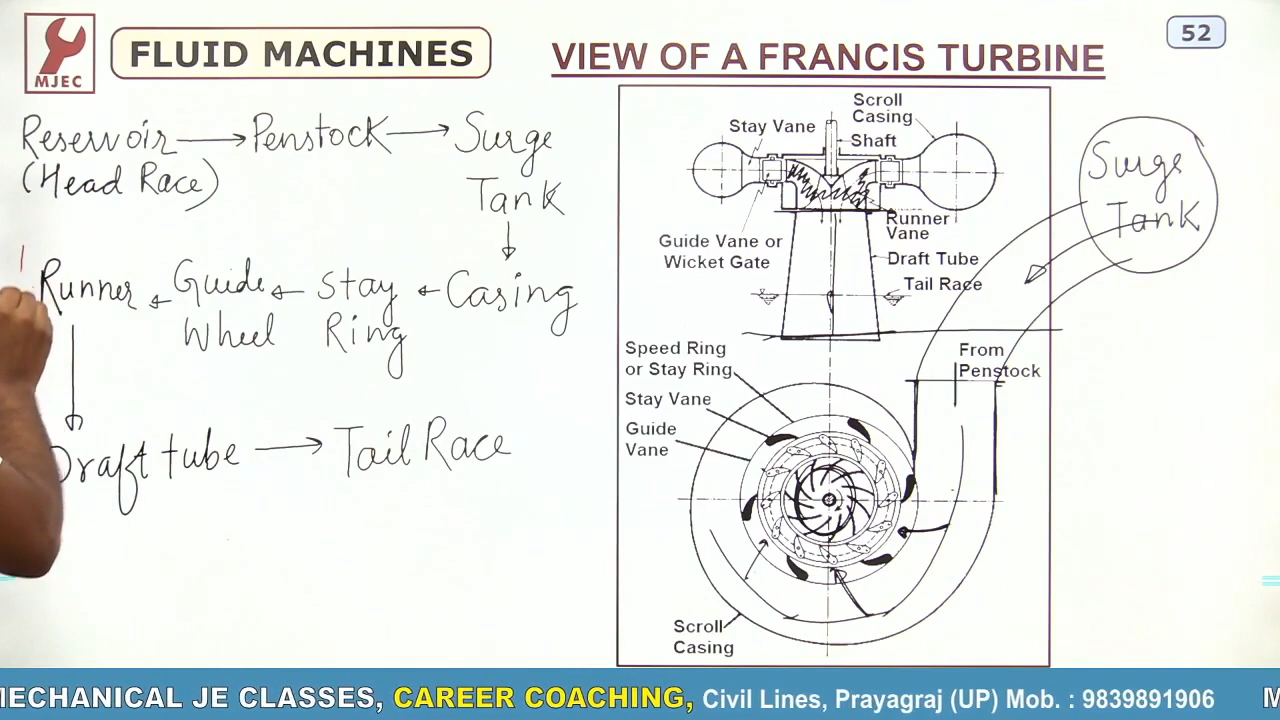 MJEC
FLUID MACHINES
VIEW OF A FRANCIS TURBINE
52
Reservoir → Penstock → Surge
(Head Race)
Tank
↓
Runner ← Guide ← Stay ← Casing
Wheel Ring
↓
Draft tube → Tail Race
Scroll
Casing
Stay Vane
Shaft
Runner
Vane
Guide Vane or
Wicket Gate
Draft Tube
Tail Race
Surge
Tank
Speed Ring
or Stay Ring
From
Penstock
Stay Vane
Guide
Vane
Scroll
Casing
MECHANICAL JE CLASSES, CAREER COACHING, Civil Lines, Prayagraj (UP) Mob. : 9839891906 M